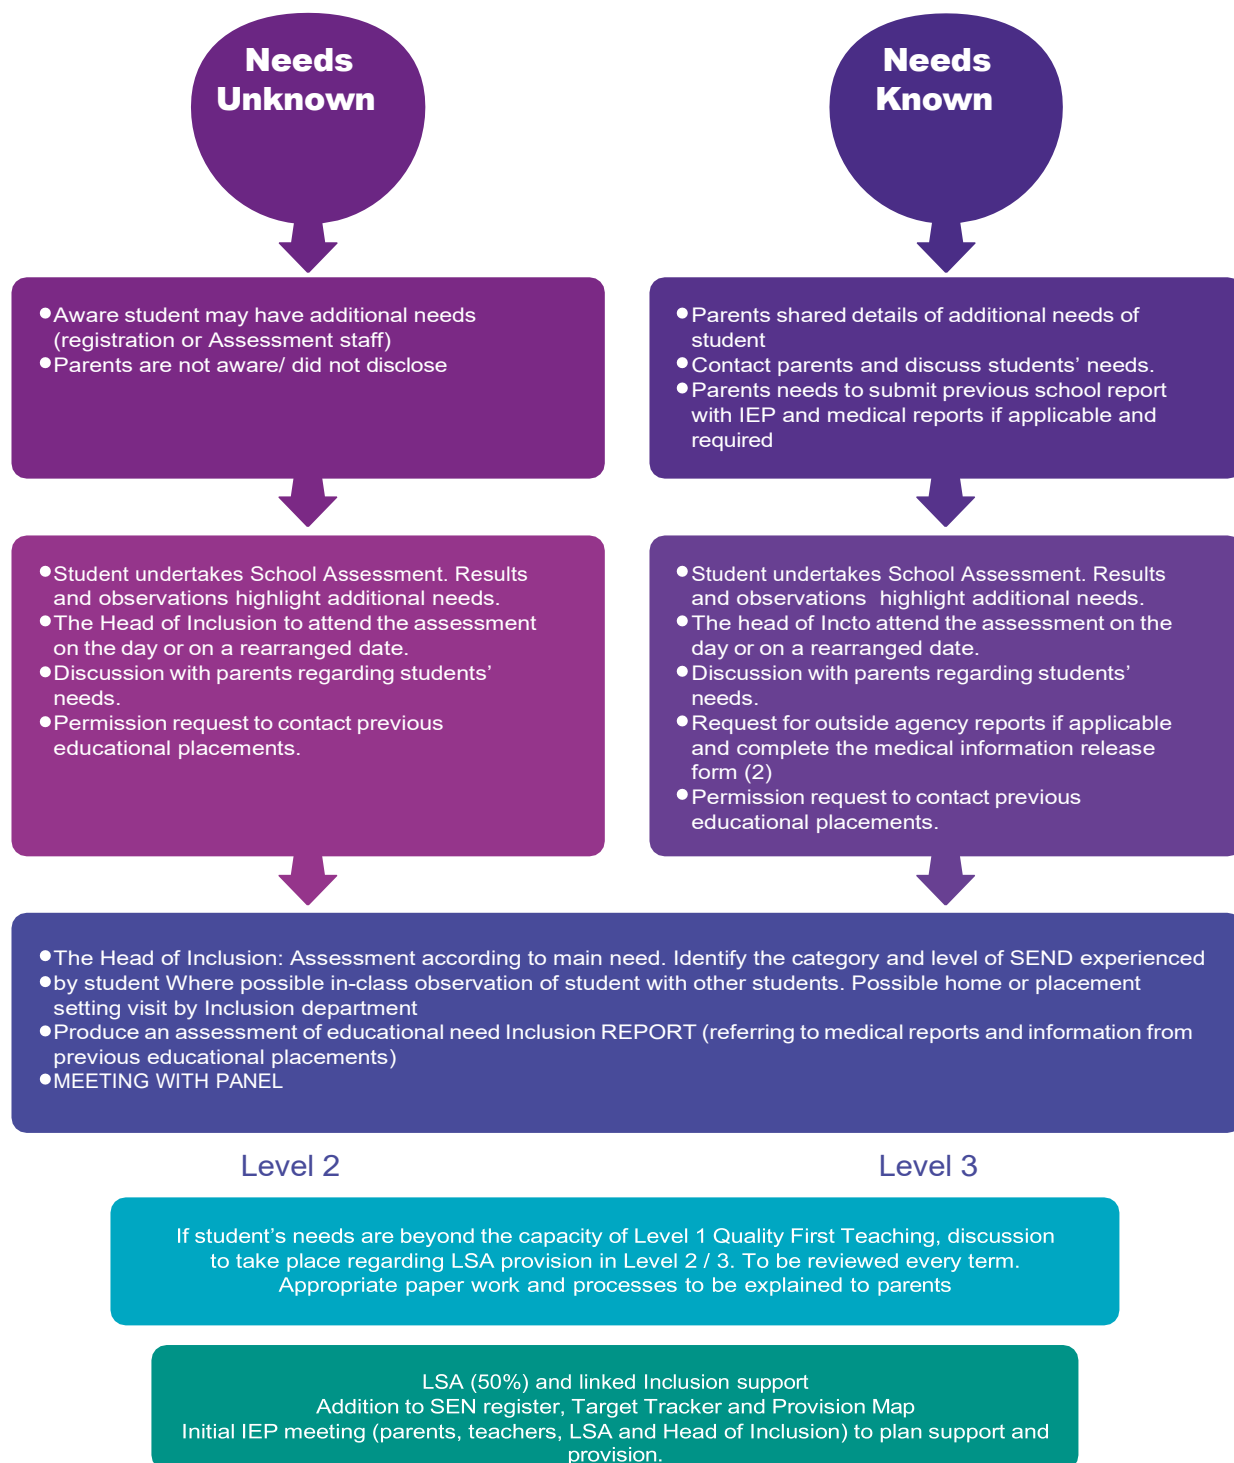 Needs
Unknown
●Aware student may have additional needs
(registration or Assessment staff)
●Parents are not aware/ did not disclose
●Student undertakes School Assessment. Results
and observations highlight additional needs.
●The Head of Inclusion to attend the assessment
on the day or on a rearranged date.
●Discussion with parents regarding students’
needs.
●Permission request to contact previous
educational placements.
Needs
Known
●Parents shared details of additional needs of
student
●Contact parents and discuss students’ needs.
●Parents needs to submit previous school report
with IEP and medical reports if applicable and
required
●Student undertakes School Assessment. Results
and observations highlight additional needs.
●The head of Incto attend the assessment on the
day or on a rearranged date.
●Discussion with parents regarding students’
needs.
●Request for outside agency reports if applicable
and complete the medical information release
form (2)
●Permission request to contact previous
educational placements.
●The Head of Inclusion: Assessment according to main need. Identify the category and level of SEND experienced
●by student Where possible in-class observation of student with other students. Possible home or placement
setting visit by Inclusion department
●Produce an assessment of educational need Inclusion REPORT (referring to medical reports and information from
previous educational placements)
●MEETING WITH PANEL
Level 2
Level 3
If student’s needs are beyond the capacity of Level 1 Quality First Teaching, discussion
to take place regarding LSA provision in Level 2 / 3. To be reviewed every term.
Appropriate paper work and processes to be explained to parents
LSA (50%) and linked Inclusion support
Addition to SEN register, Target Tracker and Provision Map
Initial IEP meeting (parents, teachers, LSA and Head of Inclusion) to plan support and
provision.